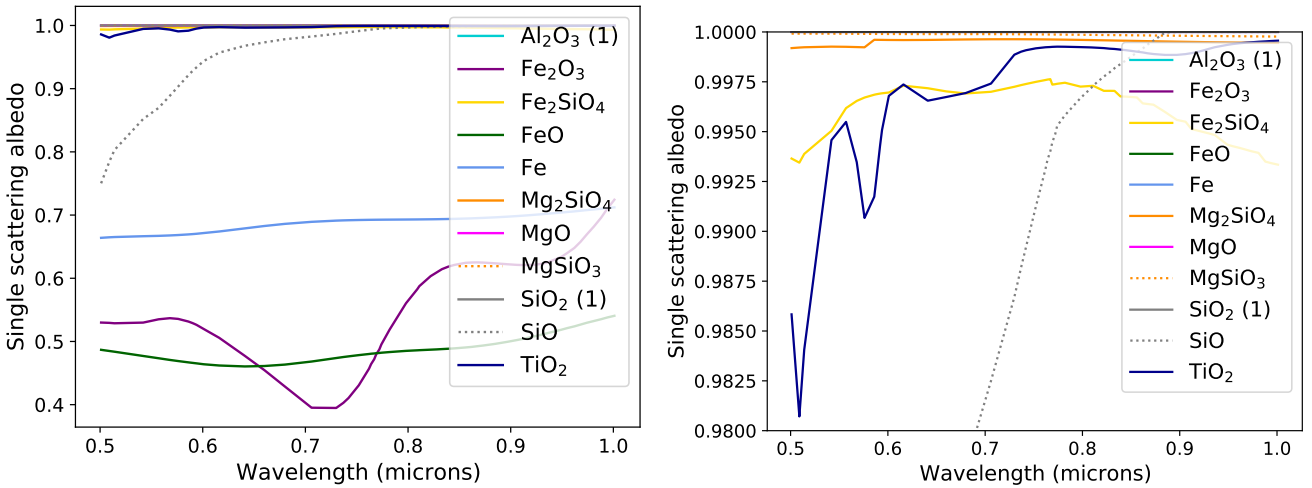 Single scattering albedo
1.0
0.9
0.8
0.7
0.6
0.5
0.4
0.5 0.6 0.7 0.8 0.9 1.0
Wavelength (microns)
Al₂O₃ (1)
Fe₂O₃
Fe₂SiO₄
FeO
Fe
Mg₂SiO₄
MgO
MgSiO₃
SiO₂ (1)
SiO
TiO₂
Single scattering albedo
1.0000
0.9975
0.9950
0.9925
0.9900
0.9875
0.9850
0.9825
0.9800
0.5 0.6 0.7 0.8 0.9 1.0
Wavelength (microns)
Al₂O₃ (1)
Fe₂O₃
Fe₂SiO₄
FeO
Fe
Mg₂SiO₄
MgO
MgSiO₃
SiO₂ (1)
SiO
TiO₂